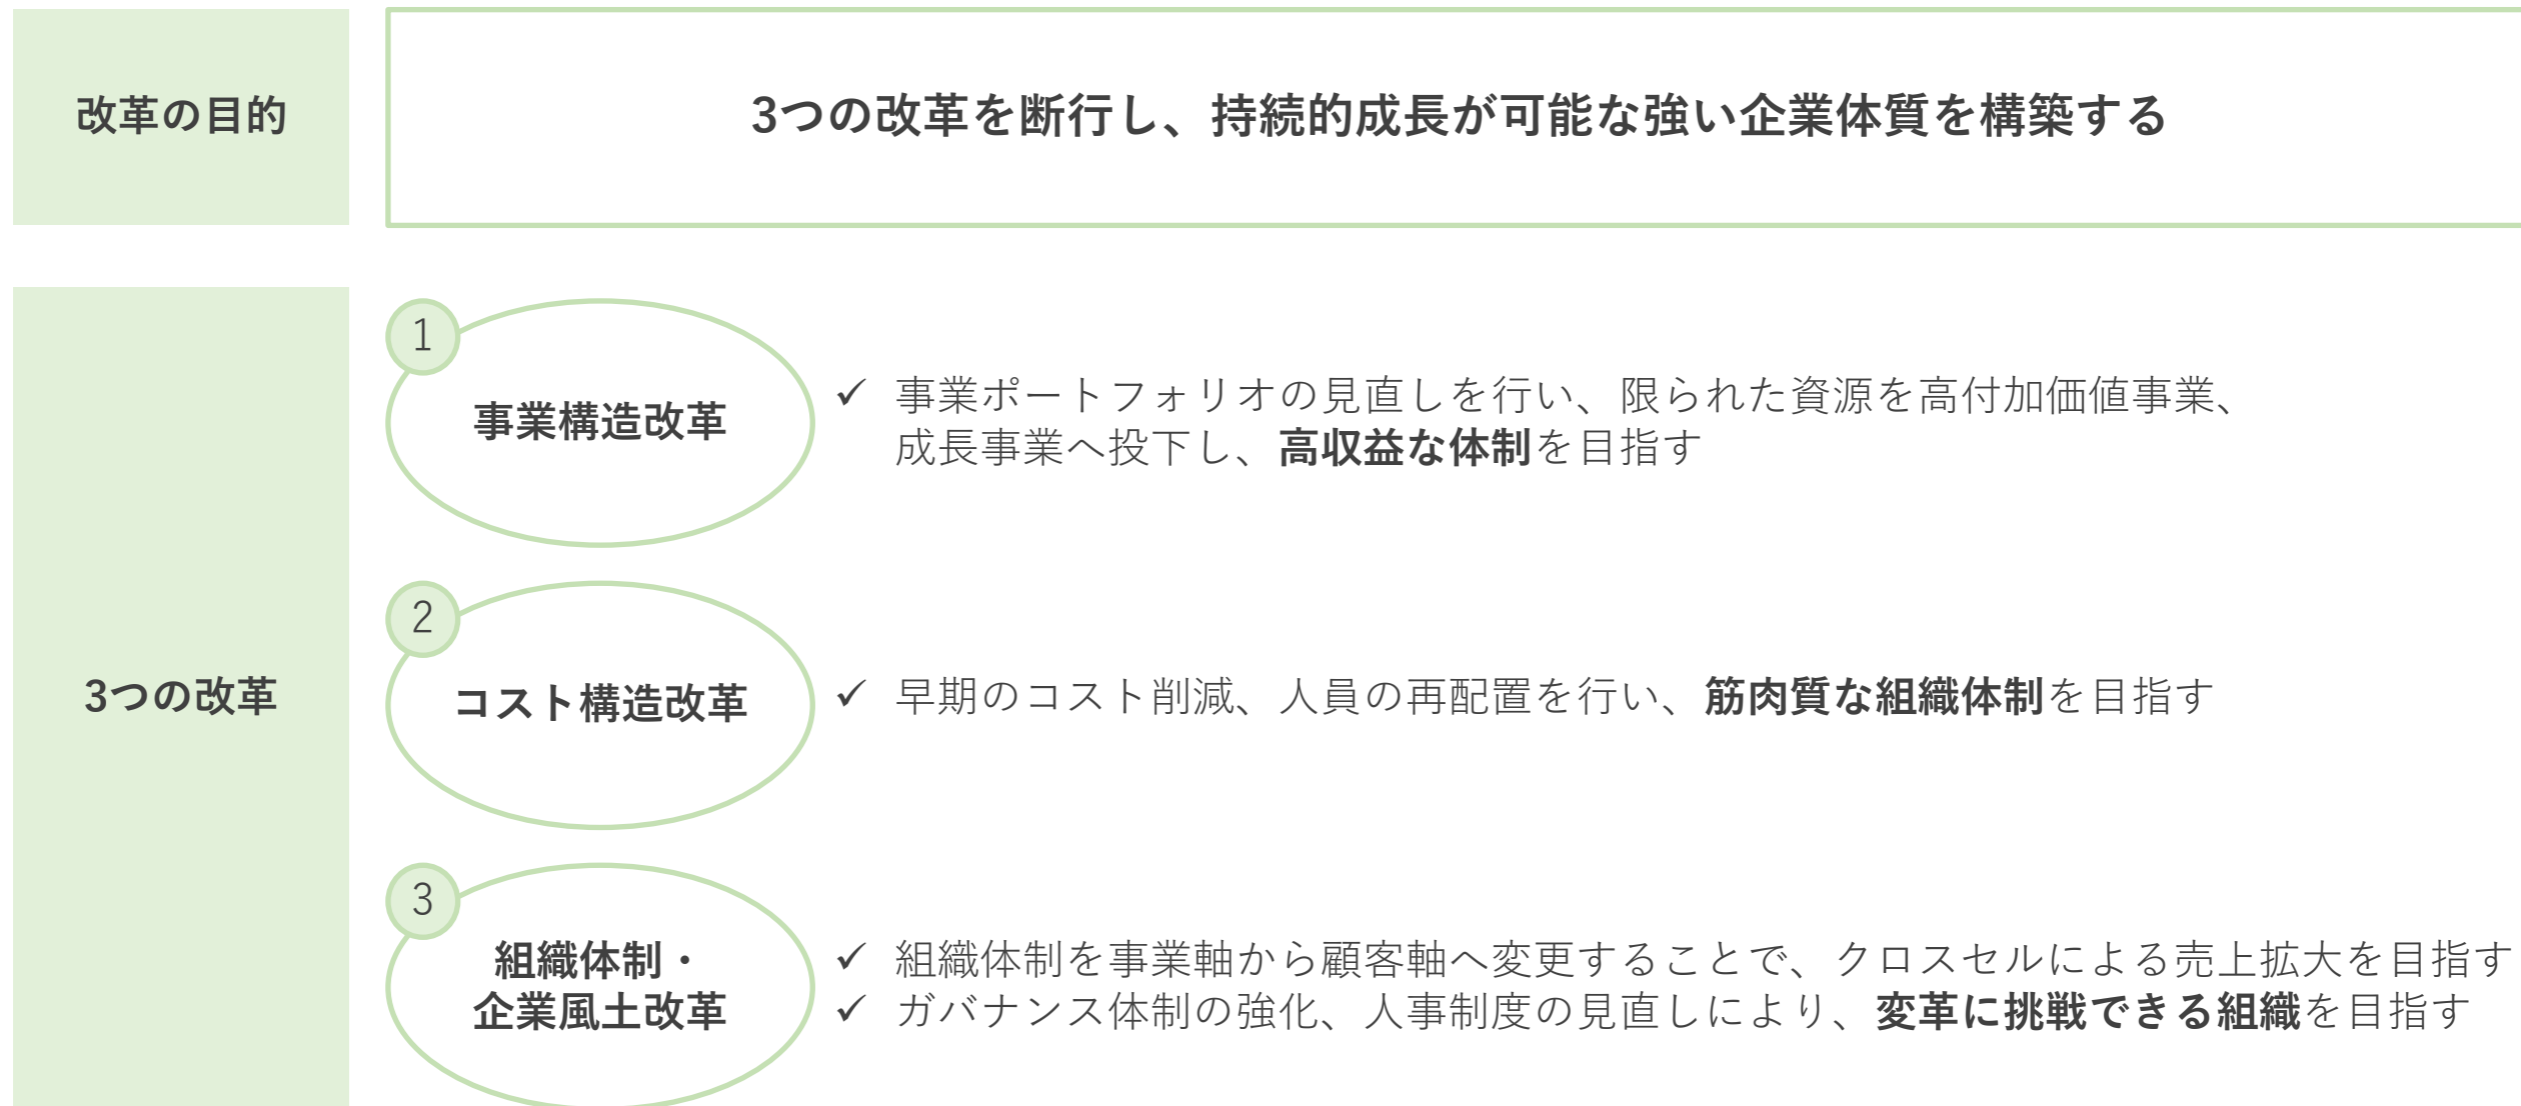 改革の目的
3つの改革を断行し、持続的成長が可能な強い企業体質を構築する
3つの改革
1
事業構造改革
✓ 事業ポートフォリオの見直しを行い、限られた資源を高付加価値事業、
成長事業へ投下し、高収益な体制を目指す
2
コスト構造改革
✓ 早期のコスト削減、人員の再配置を行い、筋肉質な組織体制を目指す
3
組織体制・
企業風土改革
✓ 組織体制を事業軸から顧客軸へ変更することで、クロスセルによる売上拡大を目指す
✓ ガバナンス体制の強化、人事制度の見直しにより、変革に挑戦できる組織を目指す